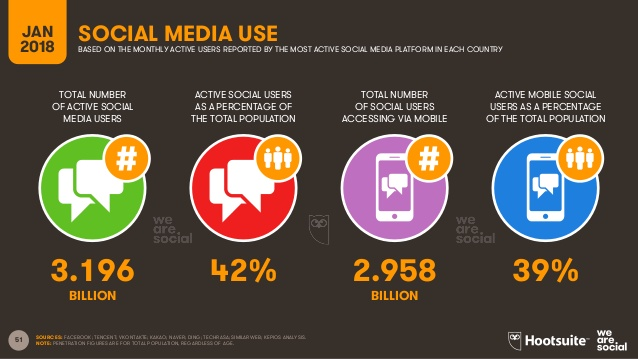 JAN
2018
SOCIAL MEDIA USE
BASED ON THE MONTHLY ACTIVE USERS REPORTED BY THE MOST ACTIVE SOCIAL MEDIA PLATFORM IN EACH COUNTRY
TOTAL NUMBER
OF ACTIVE SOCIAL
MEDIA USERS
#
3.196
BILLION
ACTIVE SOCIAL USERS
AS A PERCENTAGE OF
THE TOTAL POPULATION
42%
TOTAL NUMBER
OF SOCIAL USERS
ACCESSING VIA MOBILE
#
2.958
BILLION
ACTIVE MOBILE SOCIAL
USERS AS A PERCENTAGE
OF THE TOTAL POPULATION
39%
we
are
social
we
are
social
51
SOURCES: FACEBOOK; TENCENT; VKONTAKTE; KAKAO; NAVER; DING; TECHRASA; SIMILARWEB; KEPIOS ANALYSIS.
NOTE: PENETRATION FIGURES ARE FOR TOTAL POPULATION, REGARDLESS OF AGE.
Hootsuite™
we
are
social